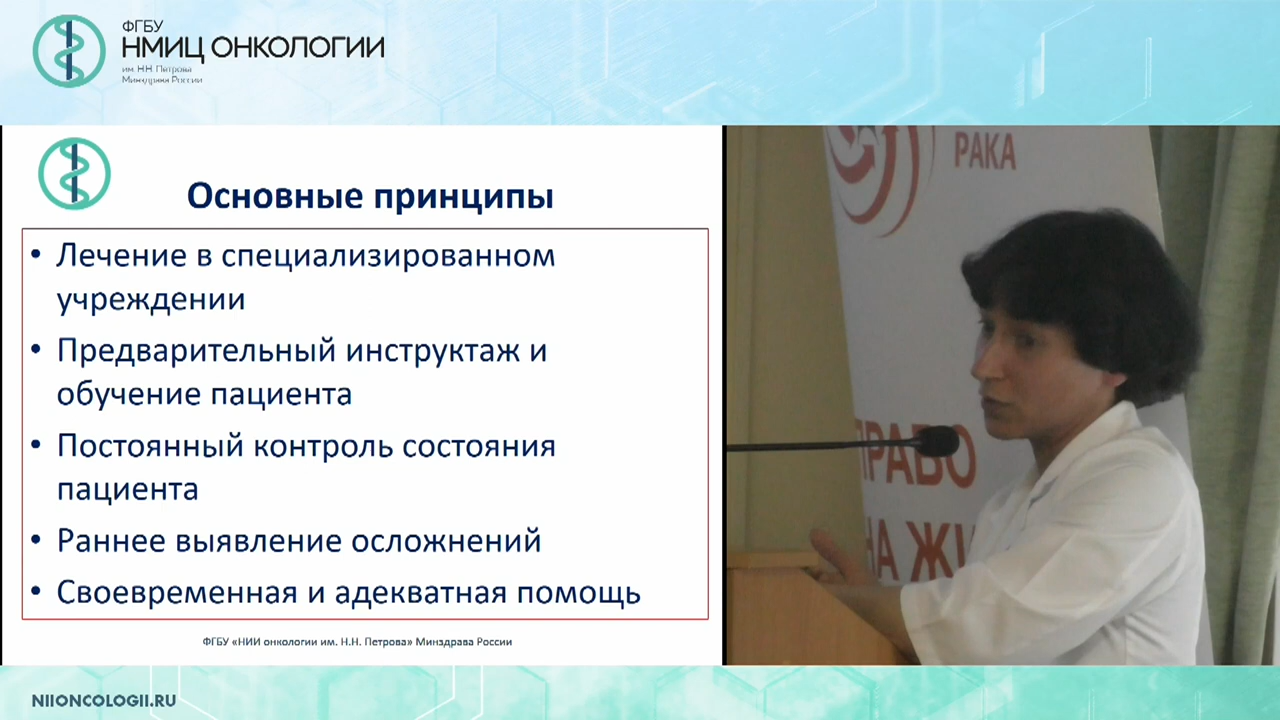 ФГБУ
НМИЦ ОНКОЛОГИИ
им. Н.Н. Петрова
Минздрава России
Основные принципы
• Лечение в специализированном
учреждении
• Предварительный инструктаж и
обучение пациента
• Постоянный контроль состояния
пациента
• Раннее выявление осложнений
• Своевременная и адекватная помощь
ФГБУ «НИИ онкологии им. Н.Н. Петрова» Минздрава России
РАКА
ПРАВО
НА ЖИ
NIIONCOLOGII.RU